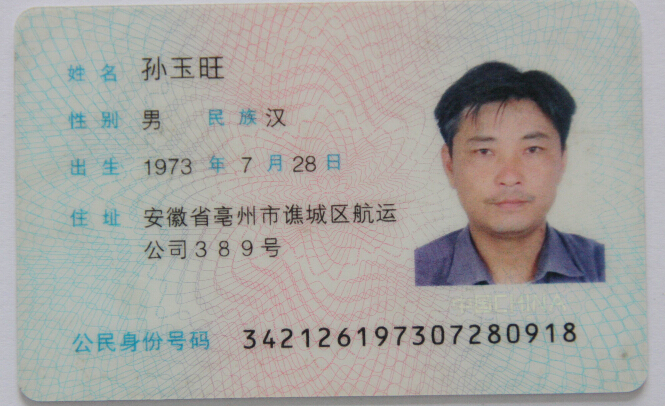 姓名 孙玉旺
性别 男 民族 汉
出生 1973 年 7 月 28 日
住址 安徽省亳州市谯城区航运
公司389号
中国CHINA
公民身份号码 342126197307280918